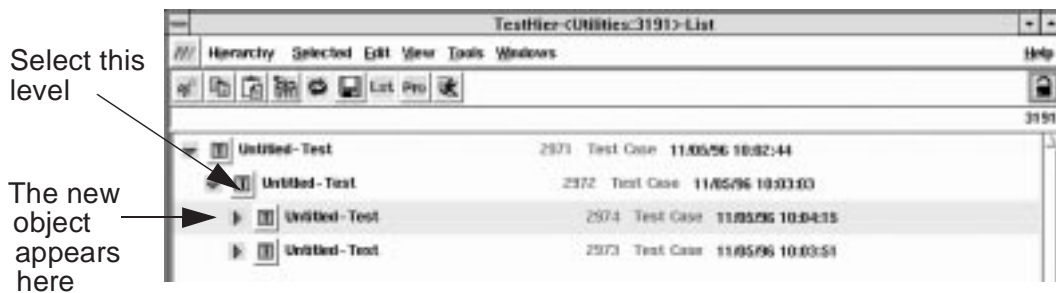 TestHier-<Utilities:3191>-List
Hierarchy Selected Edit View Tools Windows Help
Lst Pro
3191
Select this
level
Untitled-Test 2971 Test Case 11/05/96 10:02:44
Untitled-Test 2972 Test Case 11/05/96 10:03:03
Untitled-Test 2974 Test Case 11/05/96 10:04:15
Untitled-Test 2973 Test Case 11/05/96 10:03:51
The new
object
appears
here